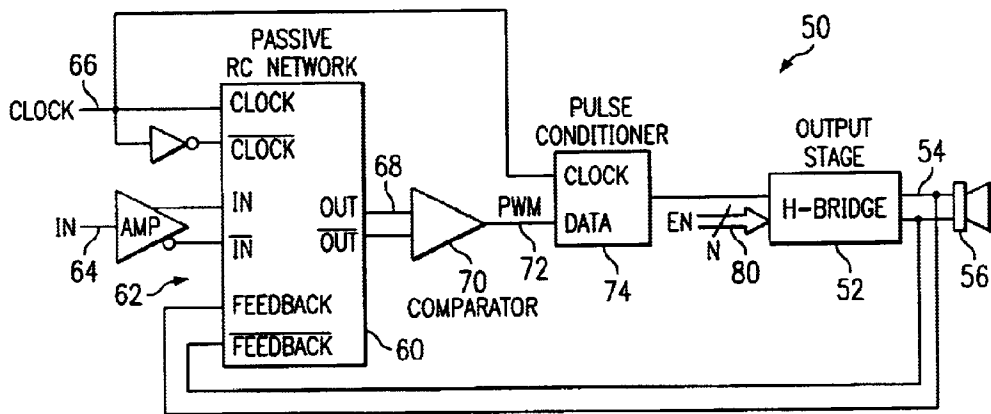 50
PASSIVE
RC NETWORK
66
CLOCK
CLOCK
CLOCK
PULSE
CONDITIONER
OUTPUT
STAGE
54
CLOCK
68
IN
OUT
PWM
DATA
H-BRIDGE
IN
AMP
IN
OUT
EN
N
80
64
62
70
72
74
52
56
COMPARATOR
FEEDBACK
FEEDBACK
60